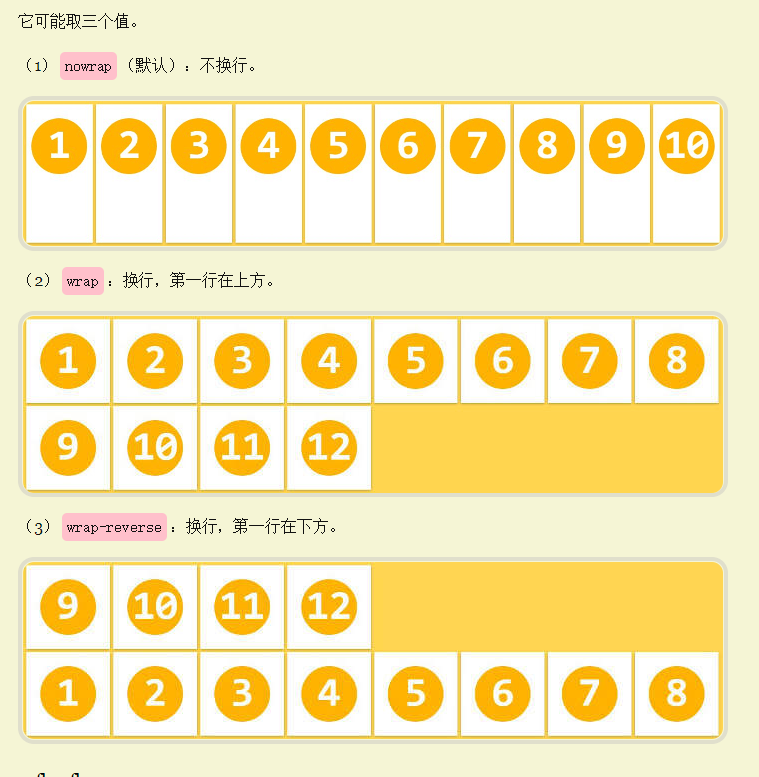 它可能取三个值。
（1）nowrap（默认）：不换行。
1 2 3 4 5 6 7 8 9 10
（2）wrap：换行，第一行在上方。
1 2 3 4 5 6 7 8
9 10 11 12
（3）wrap-reverse：换行，第一行在下方。
9 10 11 12
1 2 3 4 5 6 7 8